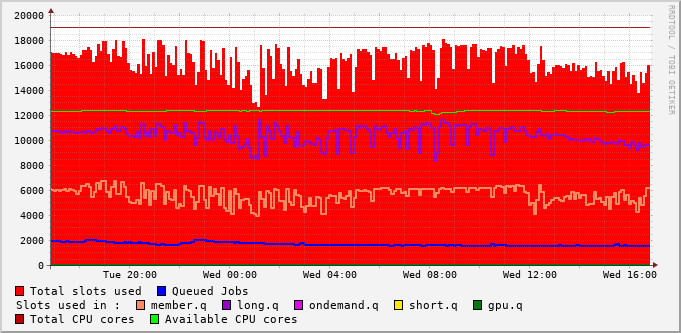 20000
18000
16000
14000
12000
10000
8000
6000
4000
2000
0
Tue 20:00 Wed 00:00 Wed 04:00 Wed 08:00 Wed 12:00 Wed 16:00
Total slots used Queued Jobs
Slots used in : member.q long.q ondemand.q short.q gpu.q
Total CPU cores Available CPU cores
RRDTOOL / TOBI OETIKER